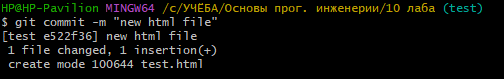 HP@HP-Pavilion MINGW64 /c/УЧЁБА/Основы прог. инженерии/10 лаба (test)
$ git commit -m "new html file"
[test e522f36] new html file
 1 file changed, 1 insertion(+)
 create mode 100644 test.html